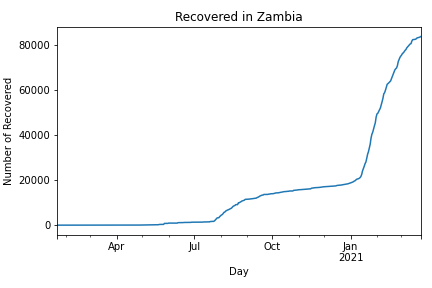 Recovered in Zambia
Number of Recovered
80000
60000
40000
20000
0
Apr Jul Oct Jan
2021
Day